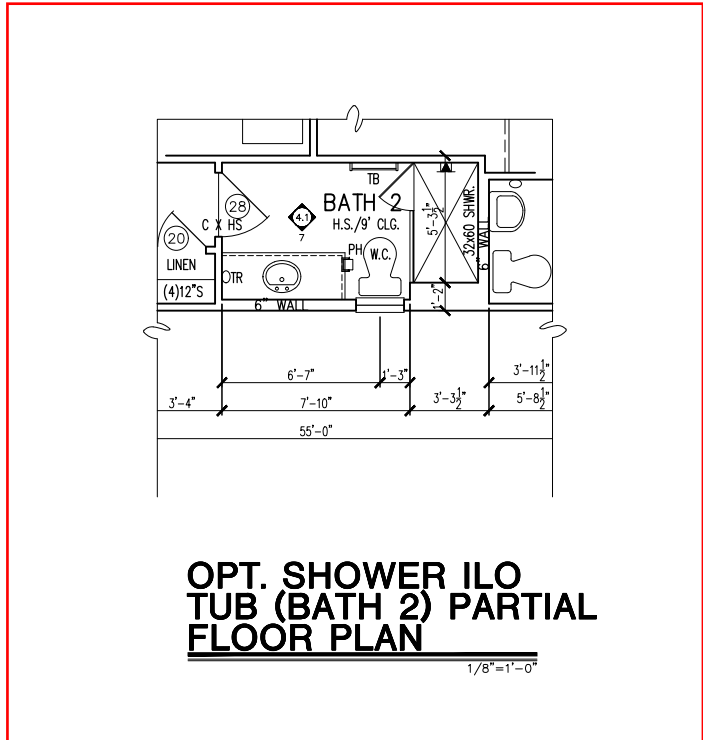 TB
BATH 2
H.S./9' CLG.
28
4.1
7
C X HS
20
LINEN
(4)12"S
TR
PH
W.C.
6" WALL
5'-3½"
32x60 SHWR.
6" WALL
1'-2"
6'-7"
1'-3"
3'-11½"
3'-4"
7'-10"
3'-3½"
5'-8½"
55'-0"
OPT. SHOWER ILO
TUB (BATH 2) PARTIAL
FLOOR PLAN
1/8"=1'-0"